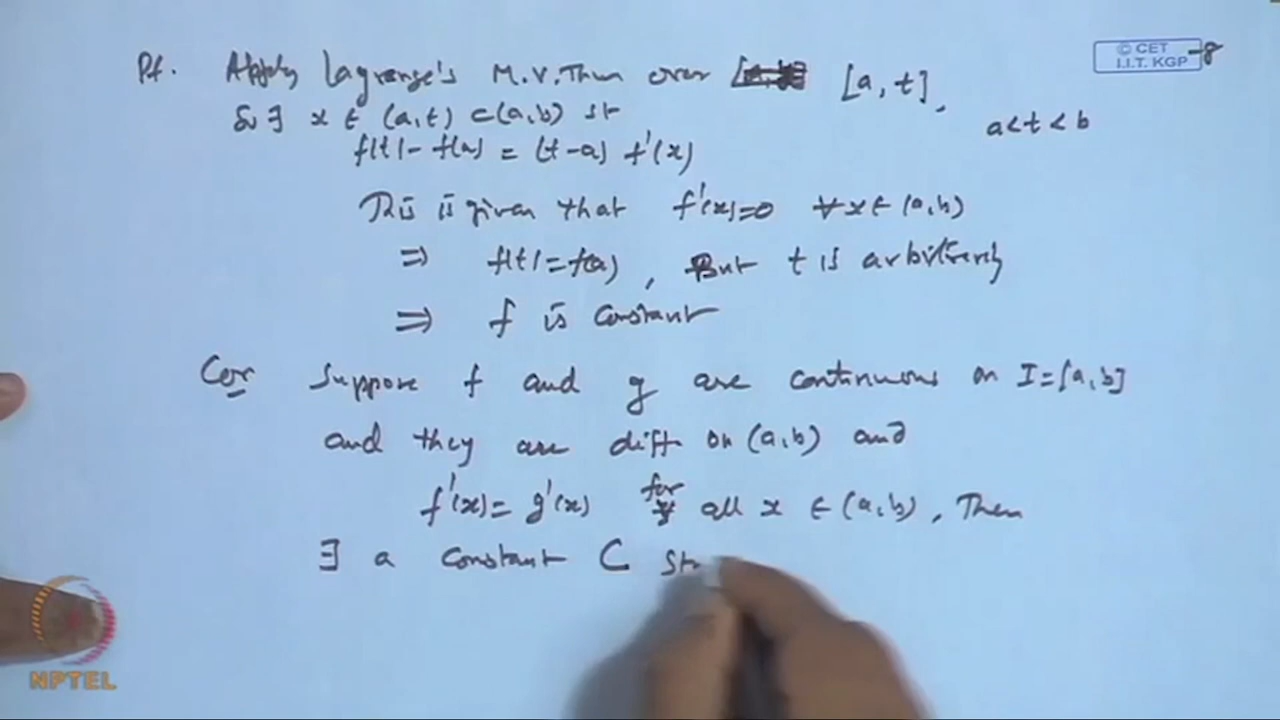 Pf. Apply Lagrange's M.V. Thm over [a, t],
© CET
I.I.T. KGP
a < t < b
So ∃ x ∈ (a,t) ⊂ (a,b) st
f(t) - f(a) = (t-a) f'(x)
This is given that f'(x)=0 ∀ x ∈ (a,b)
⇒ f(t) = f(a), But t is arbitrary
⇒ f is constant
Cor Suppose f and g are continuous on I=[a,b]
and they are diff on (a,b) and
f'(x) = g'(x) for all x ∈ (a,b), Then
∃ a constant C st
NPTEL